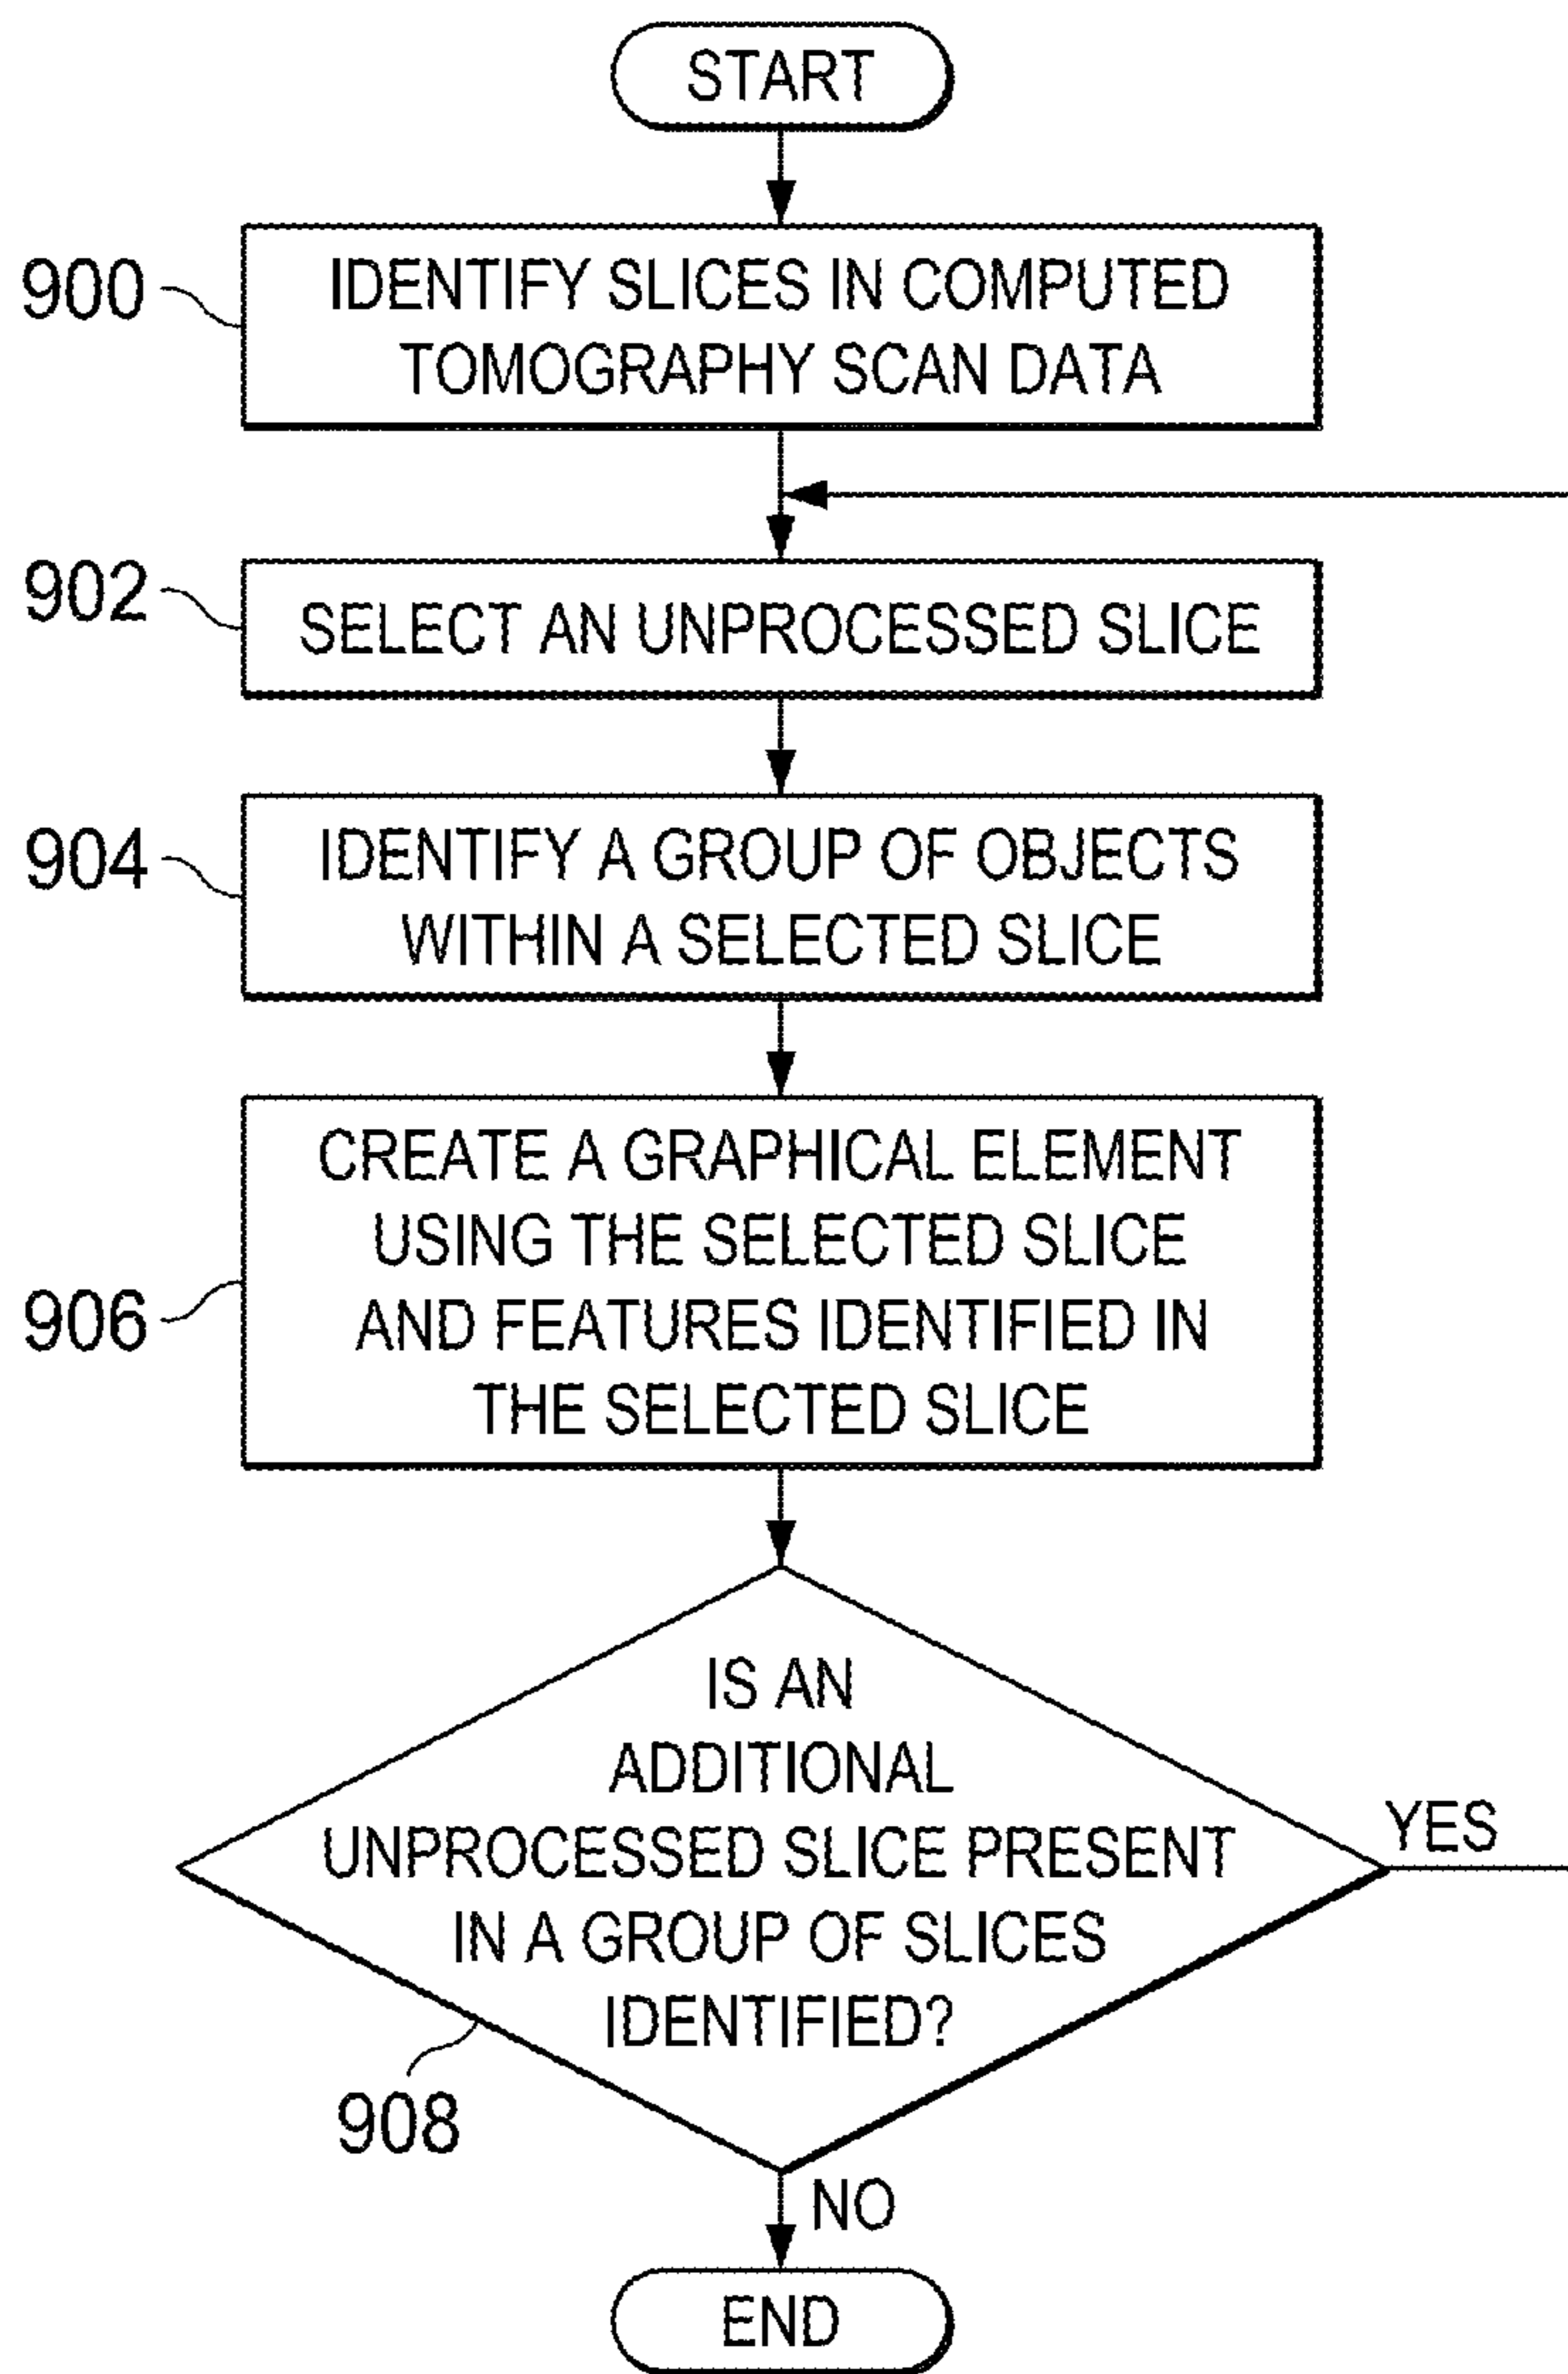 START
900
IDENTIFY SLICES IN COMPUTED
TOMOGRAPHY SCAN DATA
902
SELECT AN UNPROCESSED SLICE
904
IDENTIFY A GROUP OF OBJECTS
WITHIN A SELECTED SLICE
CREATE A GRAPHICAL ELEMENT
USING THE SELECTED SLICE
906
AND FEATURES IDENTIFIED IN
THE SELECTED SLICE
IS AN
ADDITIONAL
UNPROCESSED SLICE PRESENT
IN A GROUP OF SLICES
IDENTIFIED?
YES
908
NO
END